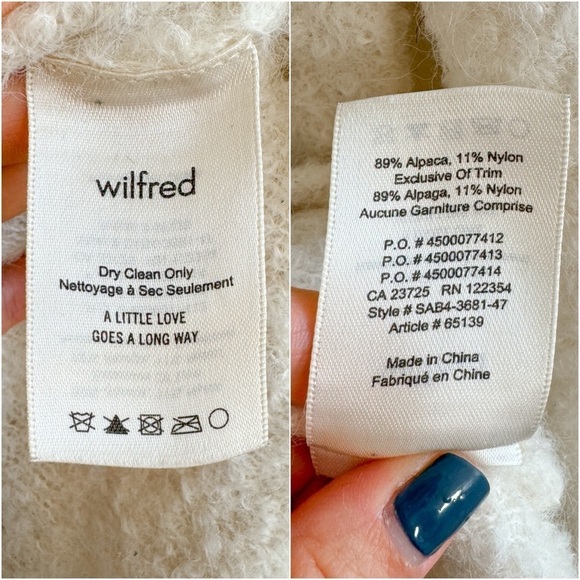 wilfred
Dry Clean Only
Nettoyage à Sec Seulement
A LITTLE LOVE
GOES A LONG WAY
89% Alpaca, 11% Nylon
Exclusive Of Trim
89% Alpaga, 11% Nylon
Aucune Garniture Comprise
P.O. # 4500077412
P.O. # 4500077413
P.O. # 4500077414
CA 23725 RN 122354
Style # SAB4-3681-47
Article # 65139
Made in China
Fabriqué en Chine